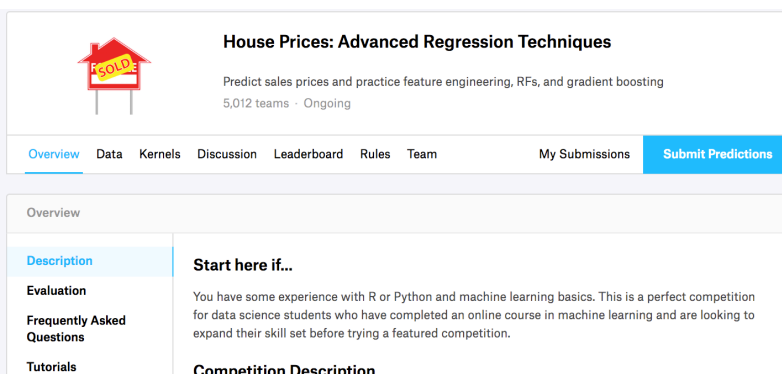 House Prices: Advanced Regression Techniques
SOLD
Predict sales prices and practice feature engineering, RFs, and gradient boosting
5,012 teams · Ongoing
Overview Data Kernels Discussion Leaderboard Rules Team My Submissions Submit Predictions
Overview
Description
Evaluation
Frequently Asked
Questions
Tutorials
Start here if...
You have some experience with R or Python and machine learning basics. This is a perfect competition
for data science students who have completed an online course in machine learning and are looking to
expand their skill set before trying a featured competition.
Competition Description